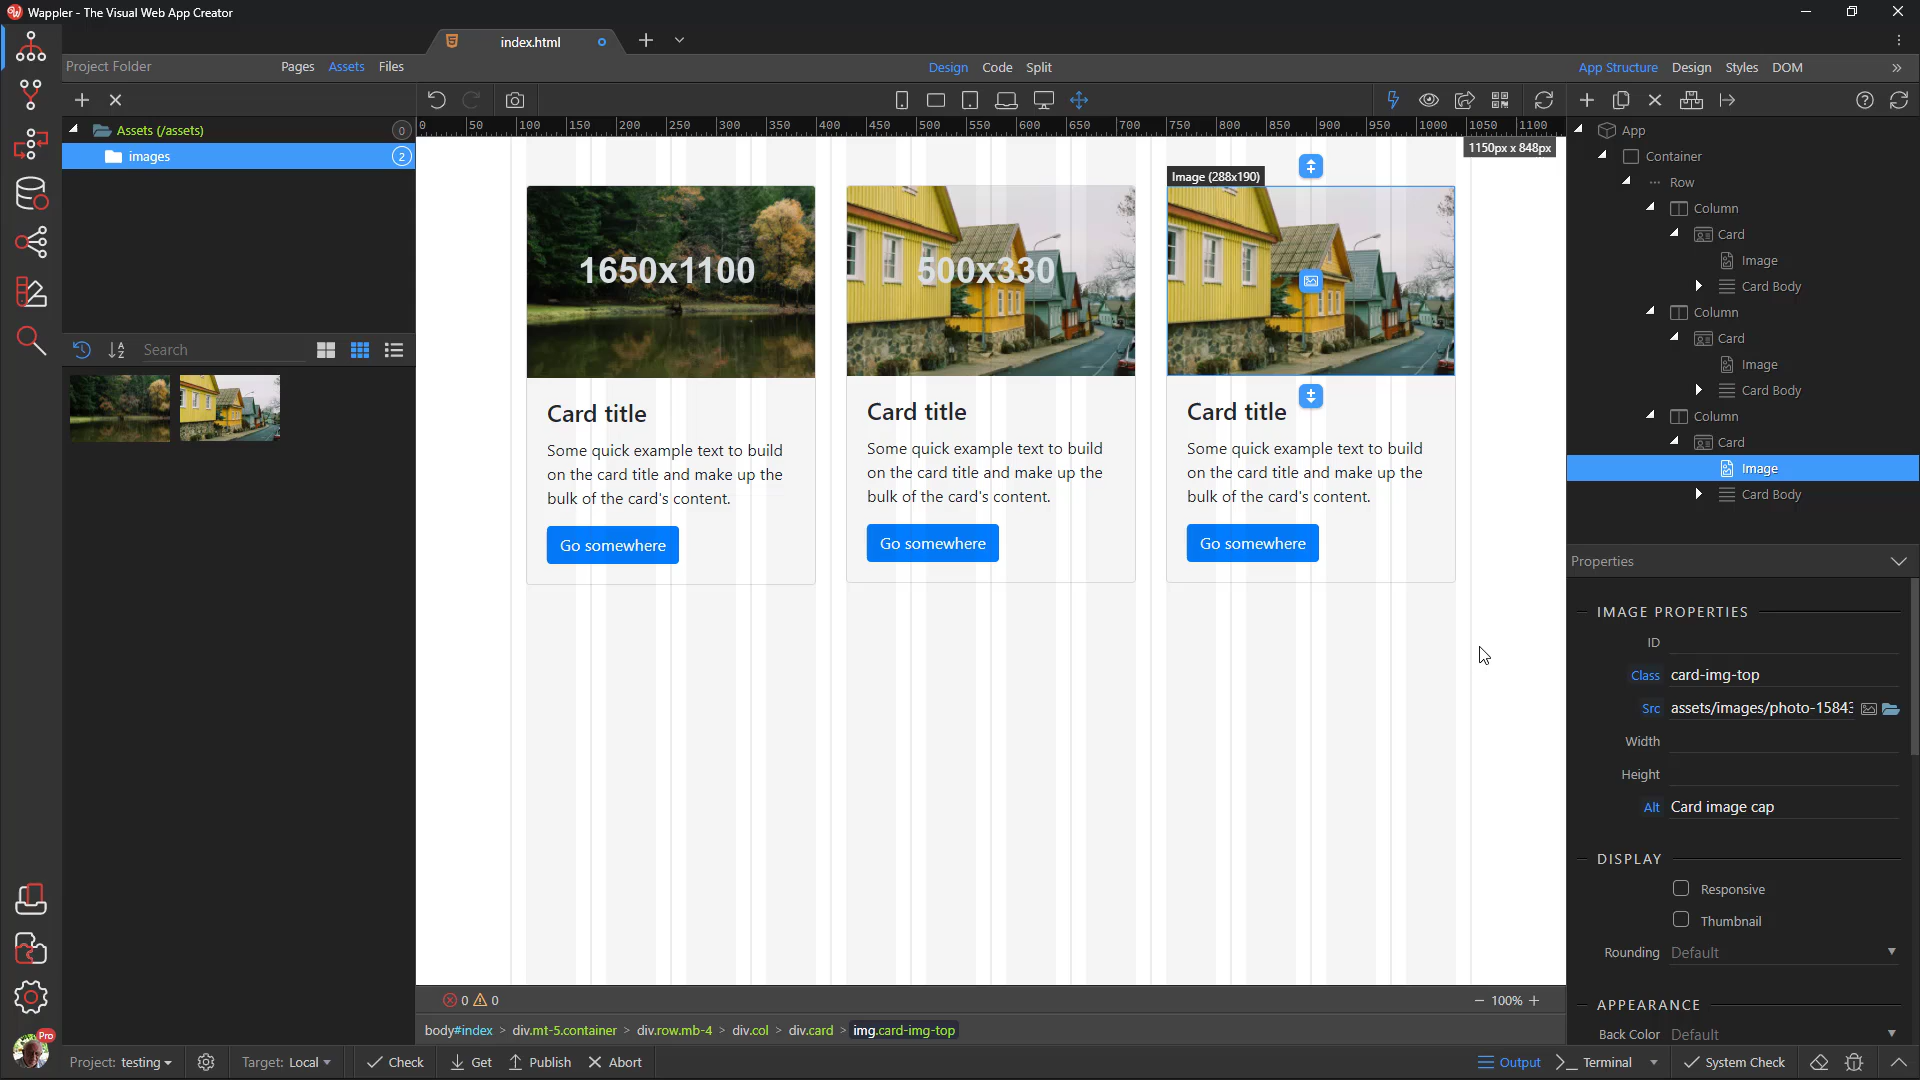 Wappler - The Visual Web App Creator
index.html
Project Folder
Pages Assets Files
Design Code Split
App Structure Design Styles DOM
Assets (/assets) 0
images 2
Search
0 50 100 150 200 250 300 350 400 450 500 550 600 650 700 750 800 850 900 950 1000 1050 1100
1150px x 848px
Image (288x190)
1650x1100
500x330
Card title
Some quick example text to build
on the card title and make up the
bulk of the card's content.
Go somewhere
Card title
Some quick example text to build
on the card title and make up the
bulk of the card's content.
Go somewhere
Card title
Some quick example text to build
on the card title and make up the
bulk of the card's content.
Go somewhere
App
Container
Row
Column
Card
Image
Card Body
Column
Card
Image
Card Body
Column
Card
Image
Card Body
Properties
IMAGE PROPERTIES
ID
Class card-img-top
Src assets/images/photo-15843
Width
Height
Alt Card image cap
DISPLAY
Responsive
Thumbnail
Rounding Default
APPEARANCE
Back Color Default
0 0
100%
body#index > div.mt-5.container > div.row.mb-4 > div.col > div.card > img.card-img-top
Pro
Project: testing
Target: Local
Check
Get
Publish
Abort
Output
Terminal
System Check